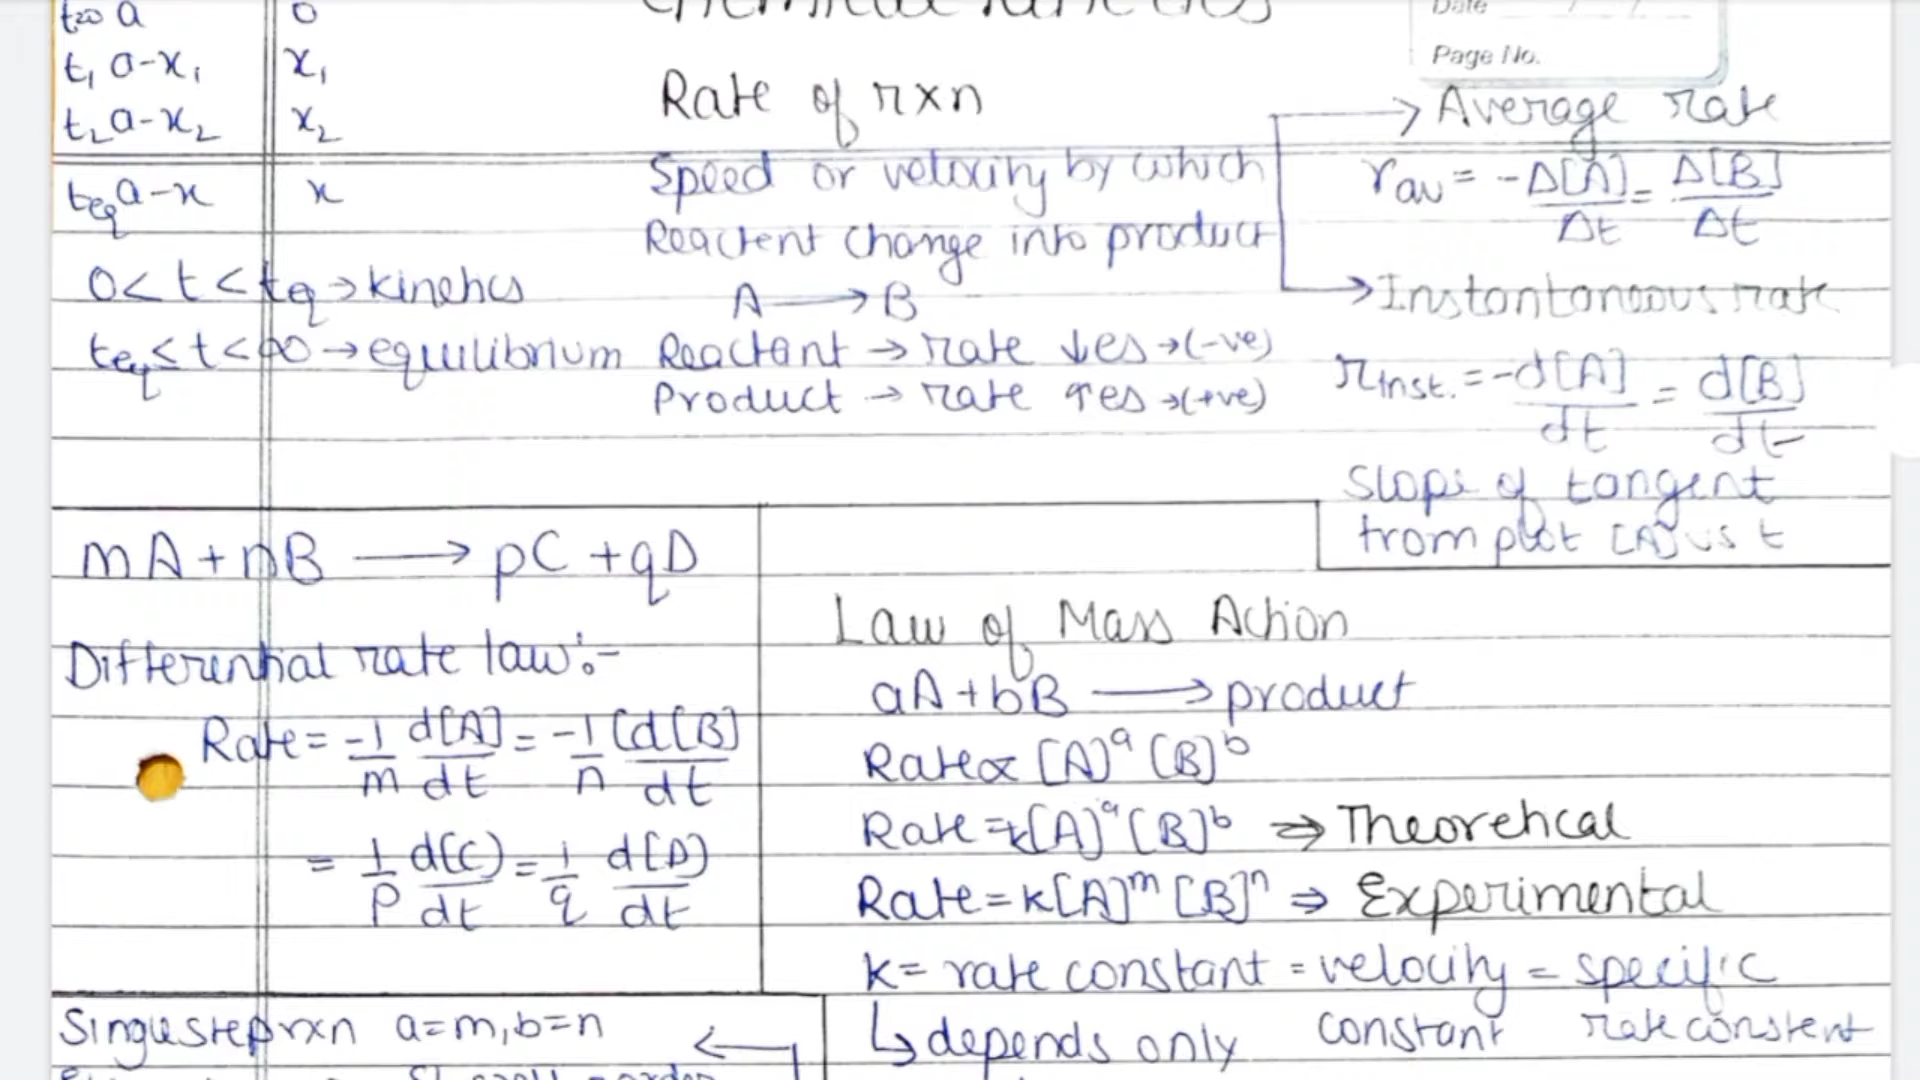 t=0 a 0
t₁ a-x₁ x₁
t₂ a-x₂ x₂
teq a-x x
0 < t < teq → kinetics
teq ≤ t < ∞ → equilibrium
Chemical Kinetics
Date / /
Page No.
Rate of rxn
Speed or velocity by which
Reactent change into product
A → B
Reactant → rate ↓es → (-ve)
Product → rate ↑es → (+ve)
→ Average rate
rav = -Δ[A]/Δt = Δ[B]/Δt
→ Instantaneous rate
rinst. = -d[A]/dt = d[B]/dt
Slope of tangent
from plot [A] vs t
mA + nB → pC + qD
Differential rate law:-
Rate = -1/m d[A]/dt = -1/n [d[B]/dt
= 1/p d[C]/dt = 1/q d[D]/dt
Law of Mass Action
aA + bB → product
Rate ∝ [A]ᵃ [B]ᵇ
Rate = k[A]ᵃ [B]ᵇ ⇒ Theoretical
Rate = K[A]ᵐ [B]ⁿ ⇒ Experimental
K = rate constant = velocity = specific
constant rate constent
↳ depends only
Single step rxn a=m, b=n ←